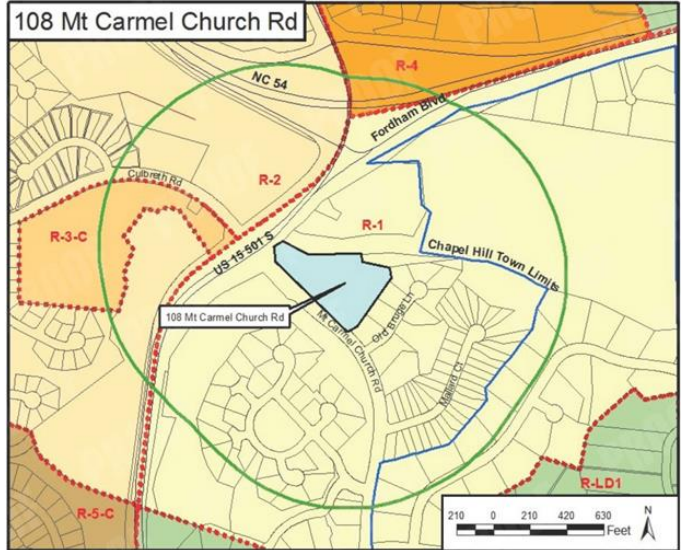 108 Mt Carmel Church Rd
R-4
NC 54
Fordham Blvd
Culbreth Rd
R-2
R-3-C
R-1
US 15 501 S
Chapel Hill Town Limits
108 Mt Carmel Church Rd
Mt Carmel Church Rd
Old Bridge Ln
Mallard Ct
R-LD1
R-5-C
210 0 210 420 630
Feet
N